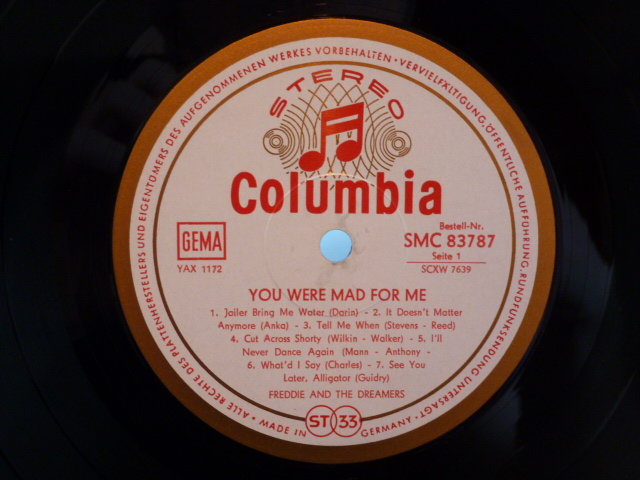 ALLE RECHTE DES PLATTENHERSTELLERS UND EIGENTÜMERS DES AUFGENOMMENEN WERKES VORBEHALTEN • VERVIELFÄLTIGUNG, ÖFFENTLICHE AUFFÜHRUNG, RUNDFUNKSENDUNG UNTERSAGT •
STEREO
Columbia
GEMA
YAX 1172
Bestell-Nr.
SMC 83787
Seite 1
SCXW 7639
YOU WERE MAD FOR ME
1. Jailer Bring Me Water (Darin) - 2. It Doesn't Matter
Anymore (Anka) - 3. Tell Me When (Stevens - Reed)
4. Cut Across Shorty (Wilkin - Walker) - 5. I'll
Never Dance Again (Mann - Anthony -
6. What'd I Say (Charles) - 7. See You
Later, Alligator (Guidry)
FREDDIE AND THE DREAMERS
MADE IN GERMANY
ST 33